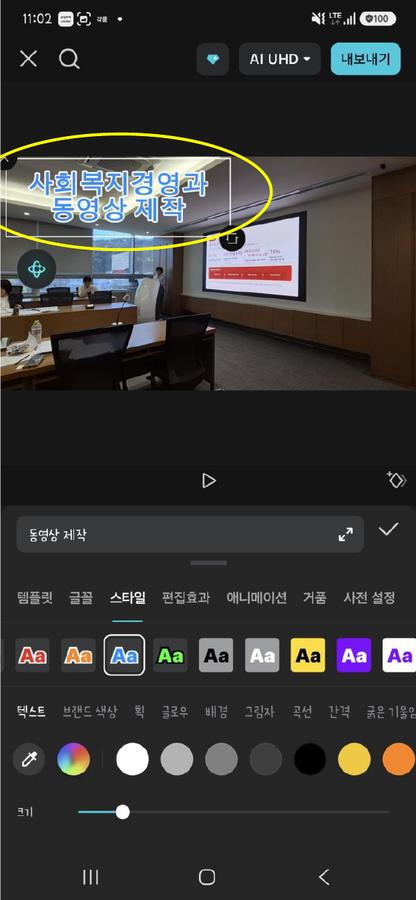 11:02
LTE
100
AI UHD
내보내기
사회복지경영과
동영상 제작
동영상 제작
템플릿 글꼴 스타일 편집효과 애니메이션 거품 사전 설정
Aa Aa Aa Aa Aa Aa Aa Aa Aa
텍스트 브랜드 색상 획 글로우 배경 그림자 곡선 간격 굵은 기울임
크기